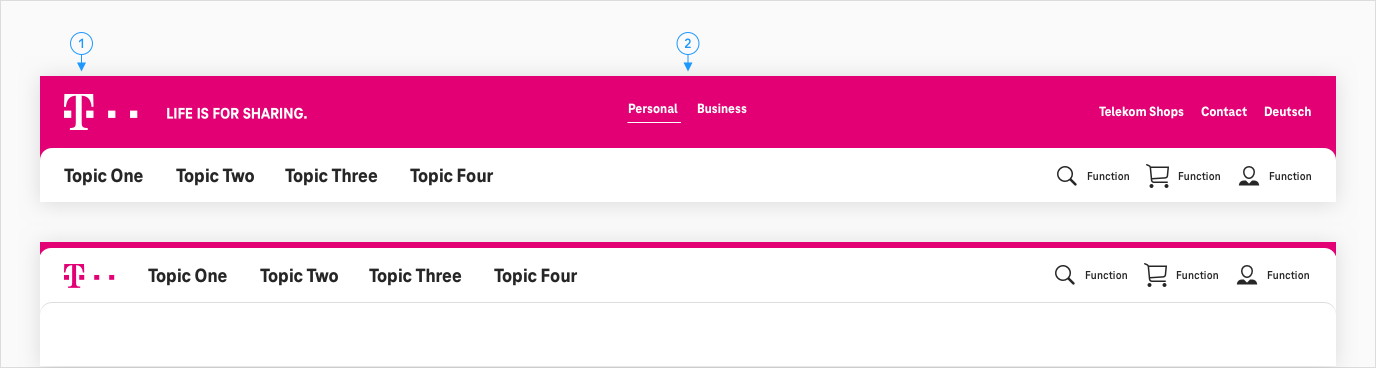 1 2
T
LIFE IS FOR SHARING.
Personal Business
Telekom Shops Contact Deutsch
Topic One Topic Two Topic Three Topic Four
Function Function Function
T
Topic One Topic Two Topic Three Topic Four
Function Function Function